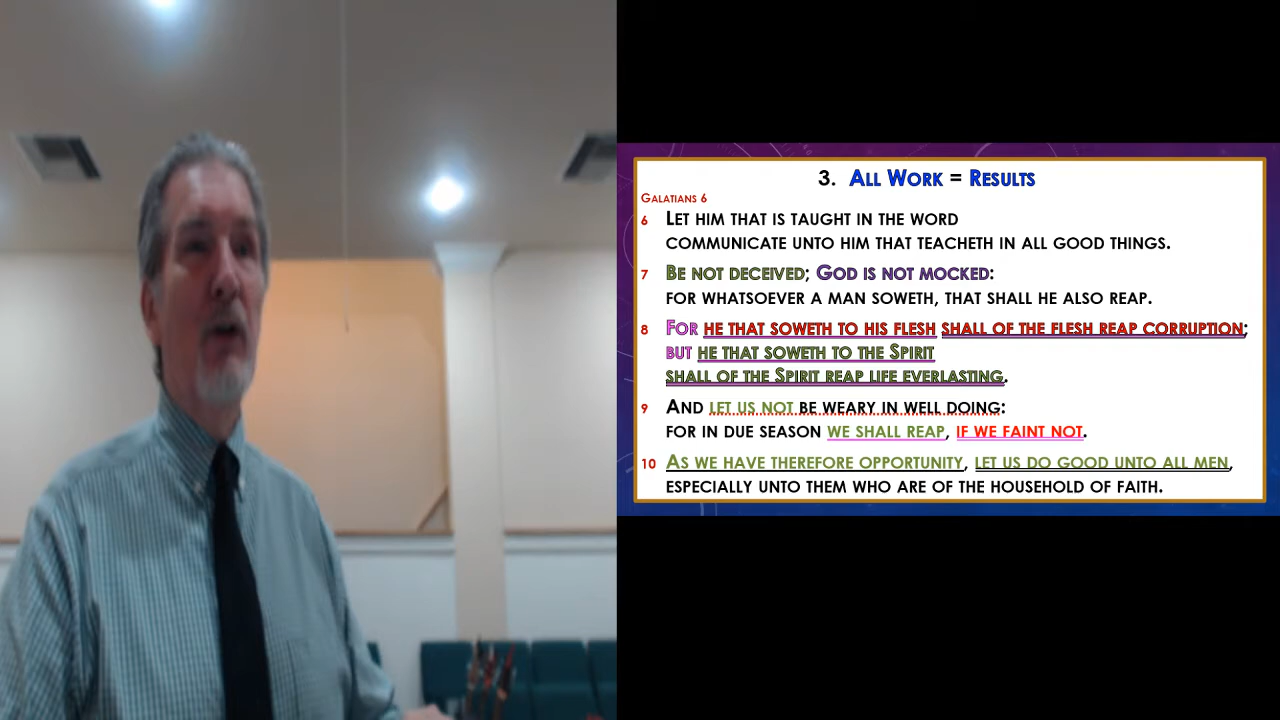 3. All Work = Results
Galatians 6
6 Let him that is taught in the word
communicate unto him that teacheth in all good things.
7 Be not deceived; God is not mocked:
for whatsoever a man soweth, that shall he also reap.
8 For he that soweth to his flesh shall of the flesh reap corruption;
but he that soweth to the Spirit
shall of the Spirit reap life everlasting.
9 And let us not be weary in well doing:
for in due season we shall reap, if we faint not.
10 As we have therefore opportunity, let us do good unto all men,
especially unto them who are of the household of faith.